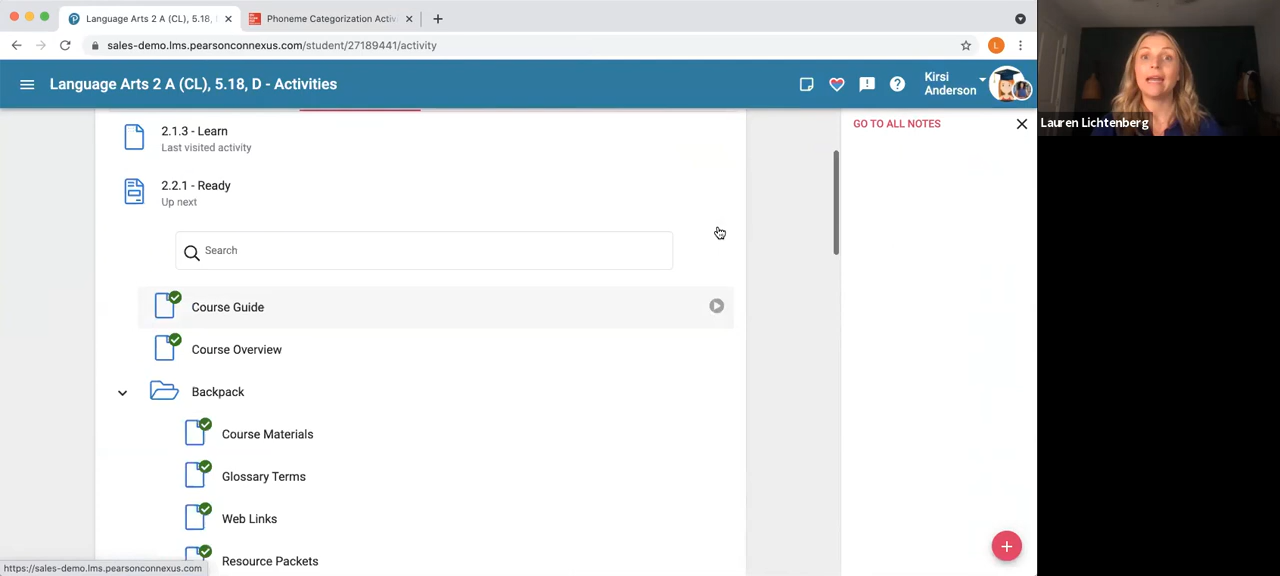 Language Arts 2 A (CL), 5.18,
Phoneme Categorization Activ
sales-demo.lms.pearsonconnexus.com/student/27189441/activity
L
Language Arts 2 A (CL), 5.18, D - Activities
Kirsi
Anderson
Lauren Lichtenberg
2.1.3 - Learn
Last visited activity
GO TO ALL NOTES
2.2.1 - Ready
Up next
Search
Course Guide
Course Overview
Backpack
Course Materials
Glossary Terms
Web Links
Resource Packets
https://sales-demo.lms.pearsonconnexus.com